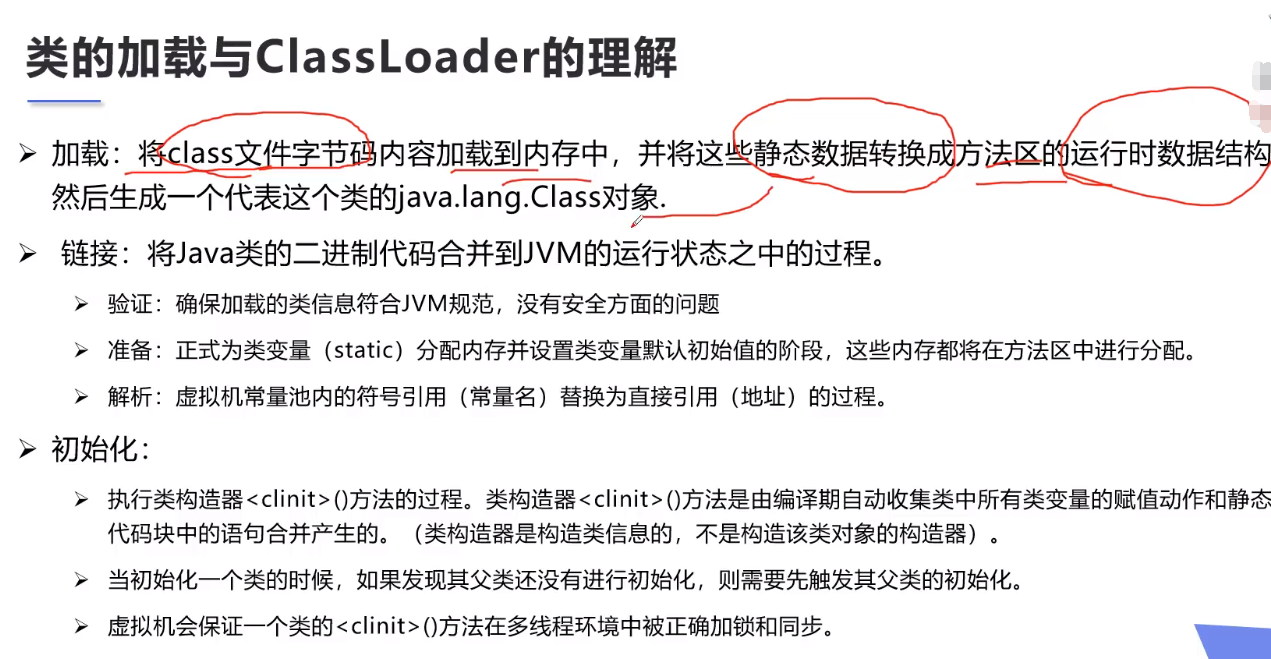 类的加载与ClassLoader的理解
加载：将class文件字节码内容加载到内存中，并将这些静态数据转换成方法区的运行时数据结构
然后生成一个代表这个类的java.lang.Class对象.
链接：将Java类的二进制代码合并到JVM的运行状态之中的过程。
验证：确保加载的类信息符合JVM规范，没有安全方面的问题
准备：正式为类变量（static）分配内存并设置类变量默认初始值的阶段，这些内存都将在方法区中进行分配。
解析：虚拟机常量池内的符号引用（常量名）替换为直接引用（地址）的过程。
初始化：
执行类构造器<clinit>()方法的过程。类构造器<clinit>()方法是由编译期自动收集类中所有类变量的赋值动作和静态
代码块中的语句合并产生的。（类构造器是构造类信息的，不是构造该类对象的构造器）。
当初始化一个类的时候，如果发现其父类还没有进行初始化，则需要先触发其父类的初始化。
虚拟机会保证一个类的<clinit>()方法在多线程环境中被正确加锁和同步。